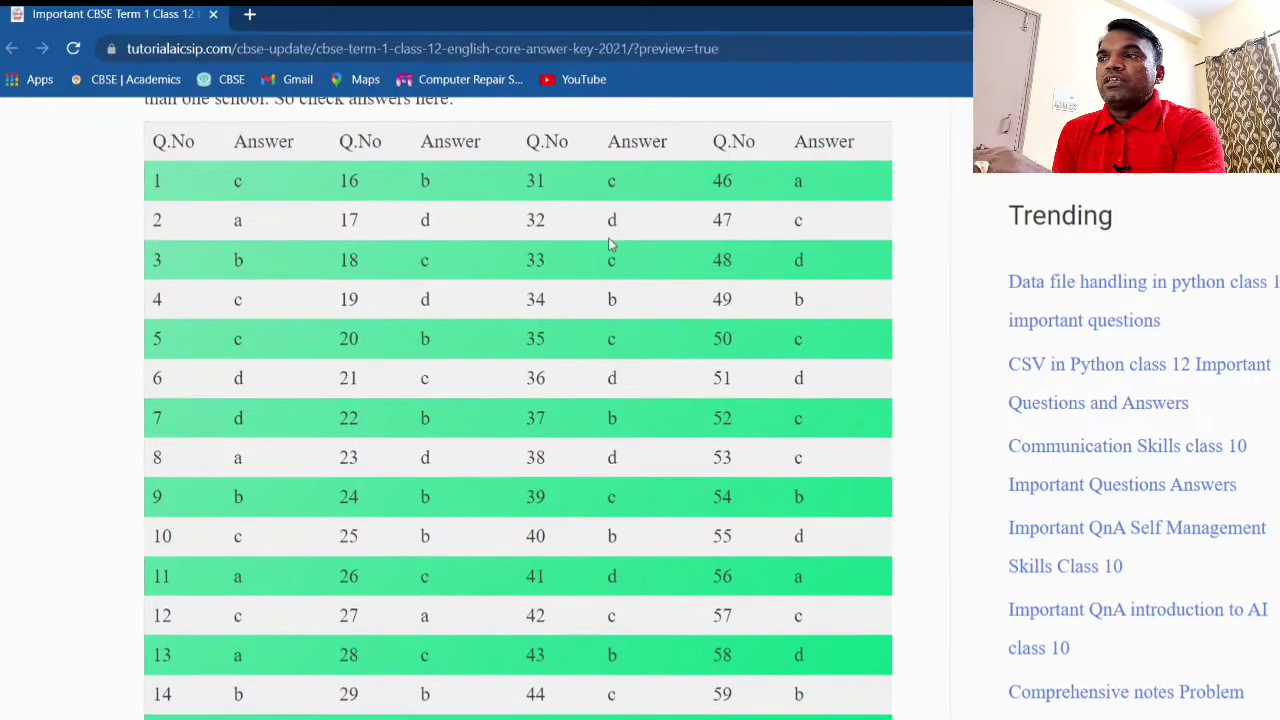 Important CBSE Term 1 Class 12
tutorialaicsip.com/cbse-update/cbse-term-1-class-12-english-core-answer-key-2021/?preview=true
Apps CBSE | Academics CBSE Gmail Maps Computer Repair S... YouTube
than one school. So check answers here.
Q.No Answer Q.No Answer Q.No Answer Q.No Answer
1 c 16 b 31 c 46 a
2 a 17 d 32 d 47 c
3 b 18 c 33 c 48 d
4 c 19 d 34 b 49 b
5 c 20 b 35 c 50 c
6 d 21 c 36 d 51 d
7 d 22 b 37 b 52 c
8 a 23 d 38 d 53 c
9 b 24 b 39 c 54 b
10 c 25 b 40 b 55 d
11 a 26 c 41 d 56 a
12 c 27 a 42 c 57 c
13 a 28 c 43 b 58 d
14 b 29 b 44 c 59 b
Trending
Data file handling in python class 1
important questions
CSV in Python class 12 Important
Questions and Answers
Communication Skills class 10
Important Questions Answers
Important QnA Self Management
Skills Class 10
Important QnA introduction to AI
class 10
Comprehensive notes Problem